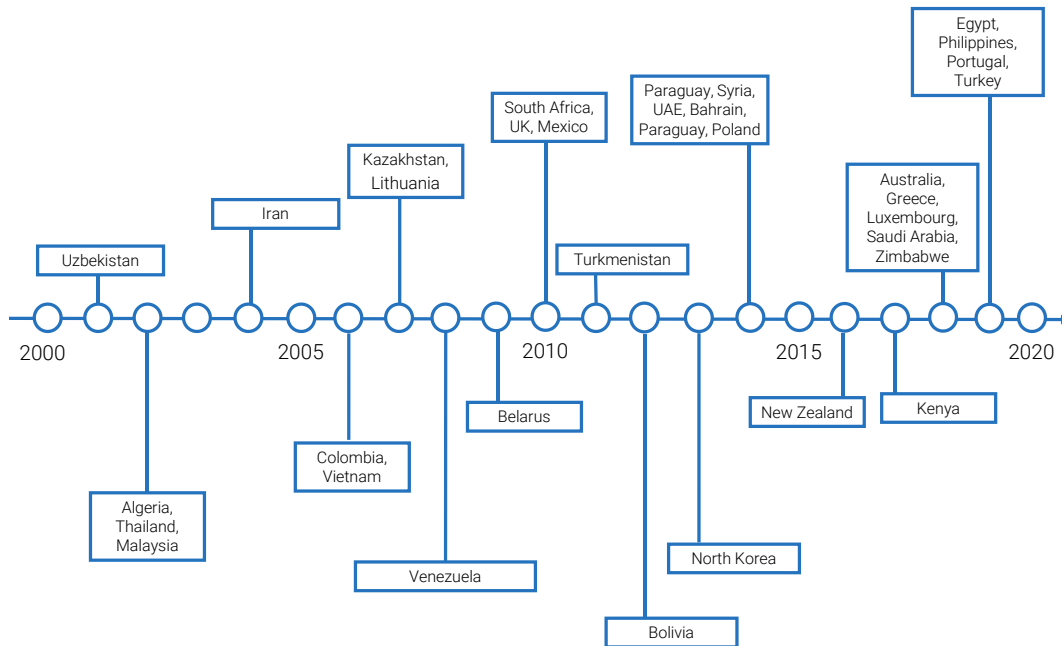 Egypt,
Philippines,
Portugal,
Turkey
Paraguay, Syria,
UAE, Bahrain,
Paraguay, Poland
South Africa,
UK, Mexico
Kazakhstan,
Lithuania
Australia,
Greece,
Luxembourg,
Saudi Arabia,
Zimbabwe
Iran
Uzbekistan
Turkmenistan
2000
2005
2010
2015
2020
Belarus
New Zealand
Kenya
Colombia,
Vietnam
Algeria,
Thailand,
Malaysia
North Korea
Venezuela
Bolivia